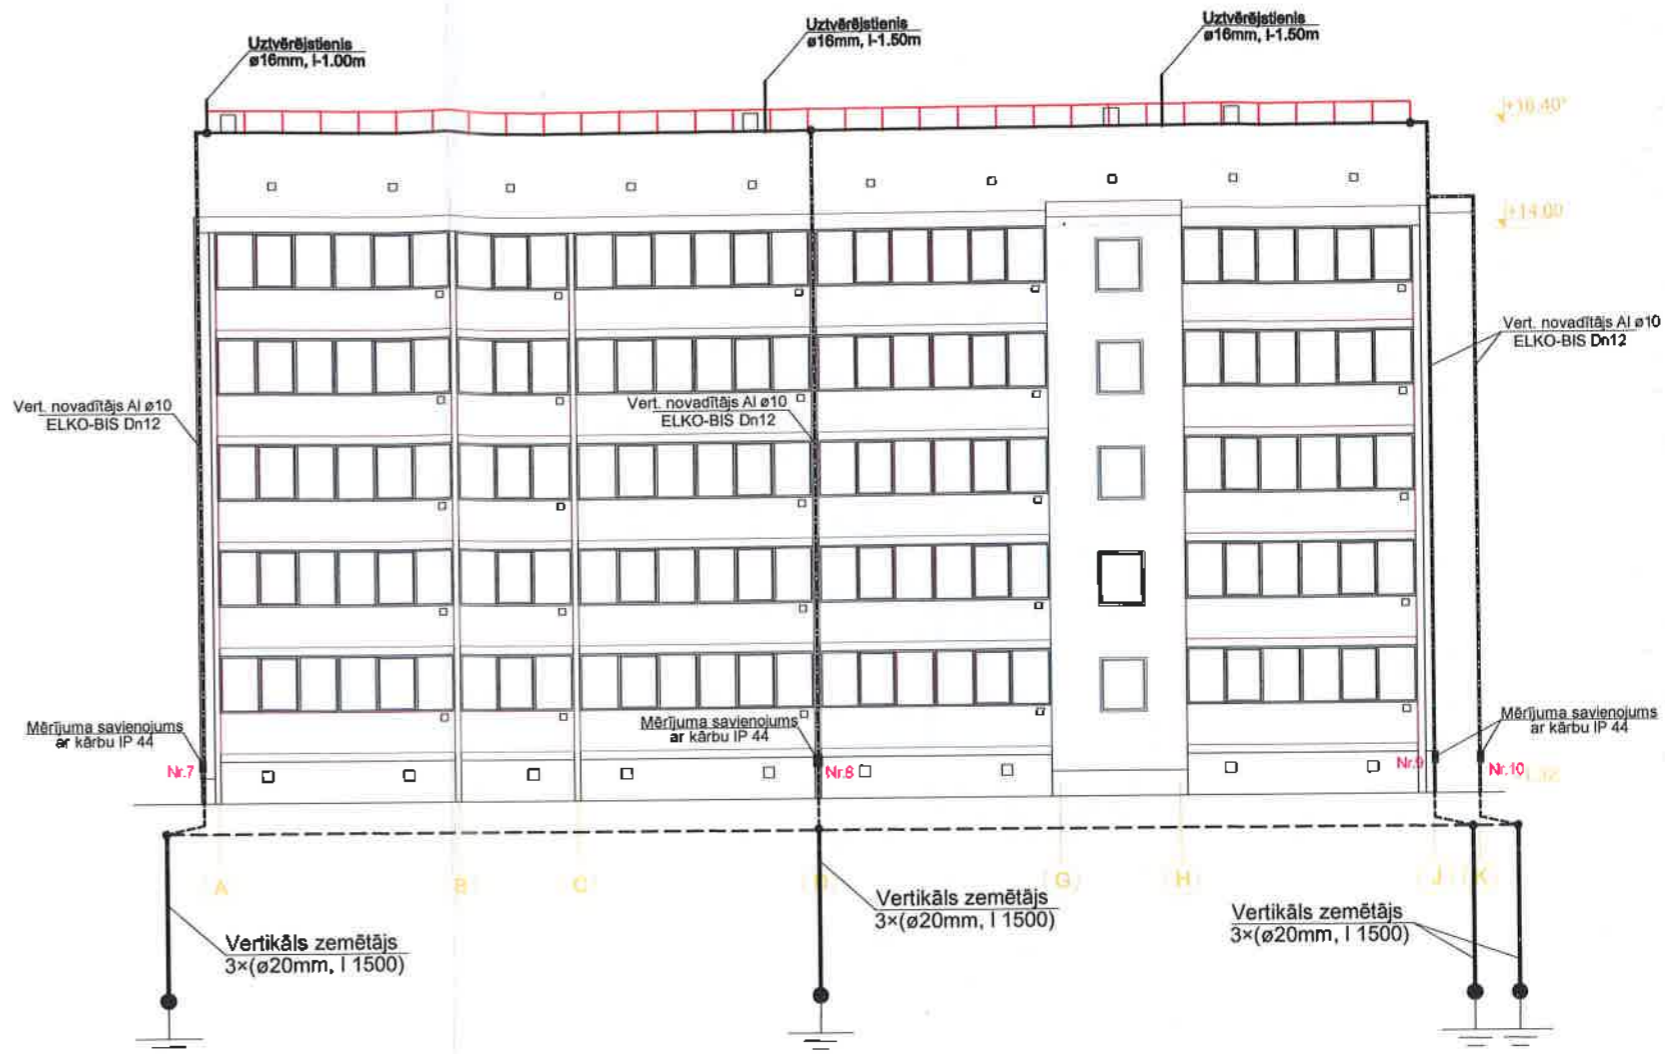 Uztvērējstienis
ø16mm, l-1.00m
Uztvērējstienis
ø16mm, l-1.50m
Uztvērējstienis
ø16mm, l-1.50m
+16.40*
+14.00
Vert. novadītājs Al ø10
ELKO-BIS Dn12
Vert. novadītājs Al ø10
ELKO-BIS Dn12
Vert. novadītājs Al ø10
ELKO-BIS Dn12
Mērījuma savienojums
ar kārbu IP 44
Mērījuma savienojums
ar kārbu IP 44
Mērījuma savienojums
ar kārbu IP 44
Nr.7
Nr.8
Nr.9
Nr.10
A
B
C
G
H
J
K
Vertikāls zemētājs
3×(ø20mm, l 1500)
Vertikāls zemētājs
3×(ø20mm, l 1500)
Vertikāls zemētājs
3×(ø20mm, l 1500)